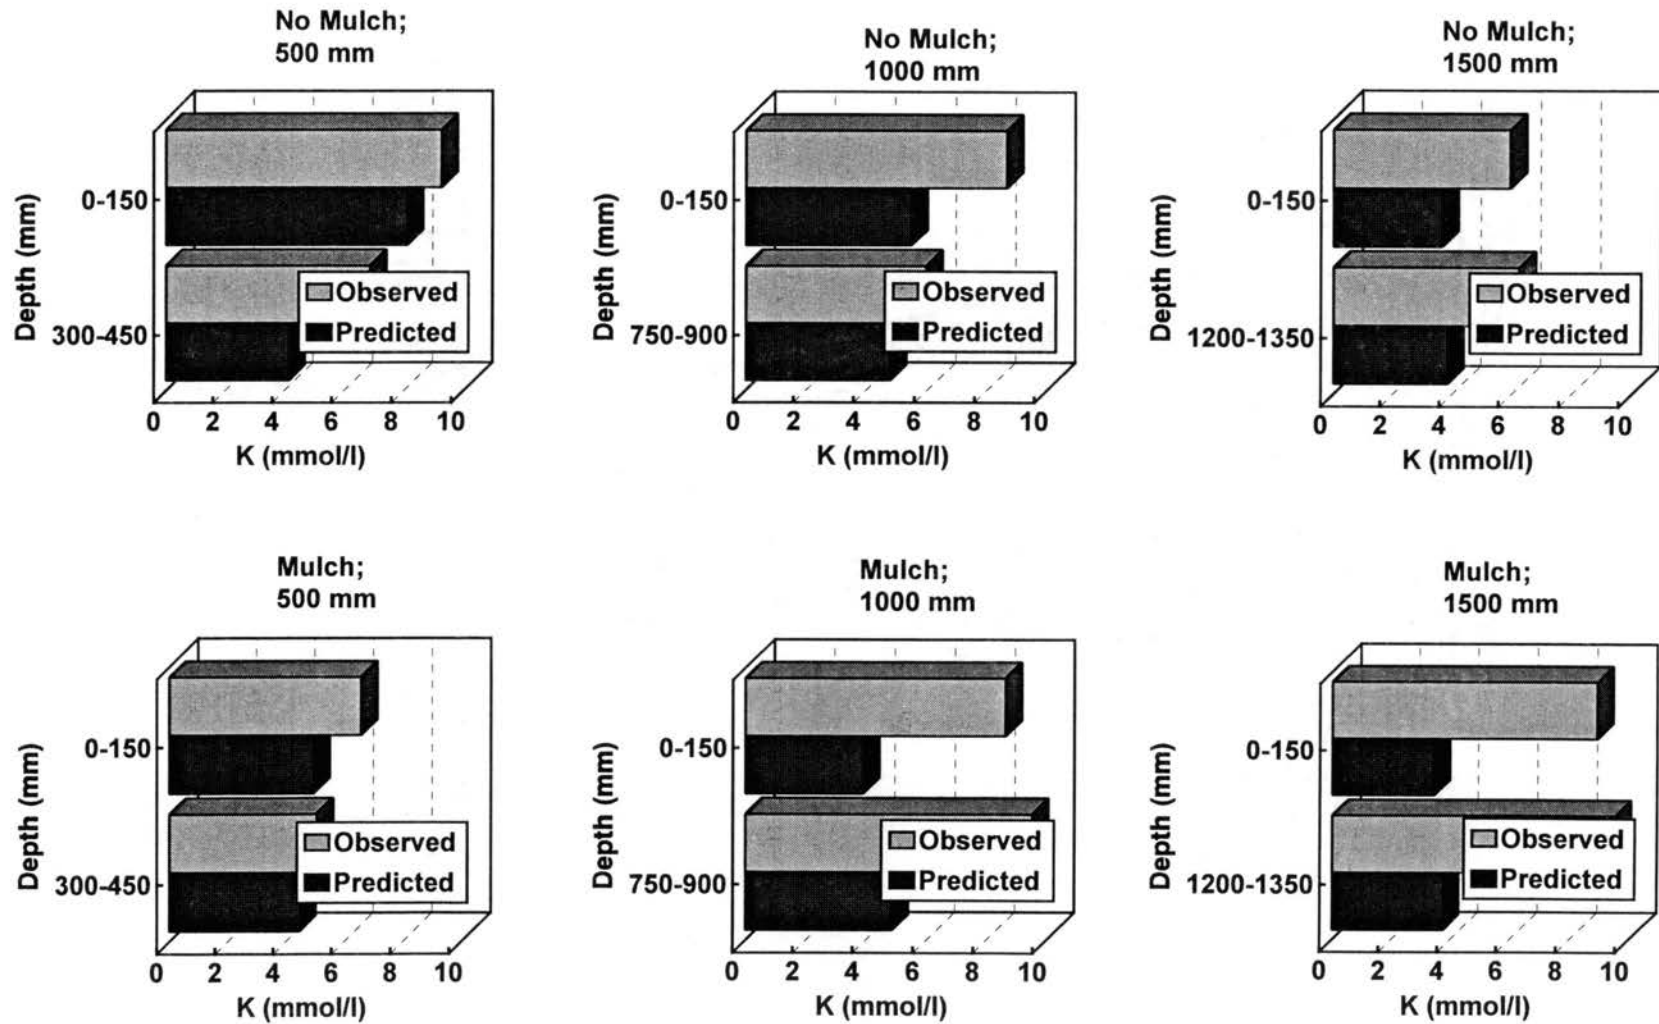 No Mulch;
500 mm
Depth (mm)
0-150
300-450
Observed
Predicted
0 2 4 6 8 10
K (mmol/l)
No Mulch;
1000 mm
Depth (mm)
0-150
750-900
Observed
Predicted
0 2 4 6 8 10
K (mmol/l)
No Mulch;
1500 mm
Depth (mm)
0-150
1200-1350
Observed
Predicted
0 2 4 6 8 10
K (mmol/l)
Mulch;
500 mm
Depth (mm)
0-150
300-450
Observed
Predicted
0 2 4 6 8 10
K (mmol/l)
Mulch;
1000 mm
Depth (mm)
0-150
750-900
Observed
Predicted
0 2 4 6 8 10
K (mmol/l)
Mulch;
1500 mm
Depth (mm)
0-150
1200-1350
Observed
Predicted
0 2 4 6 8 10
K (mmol/l)